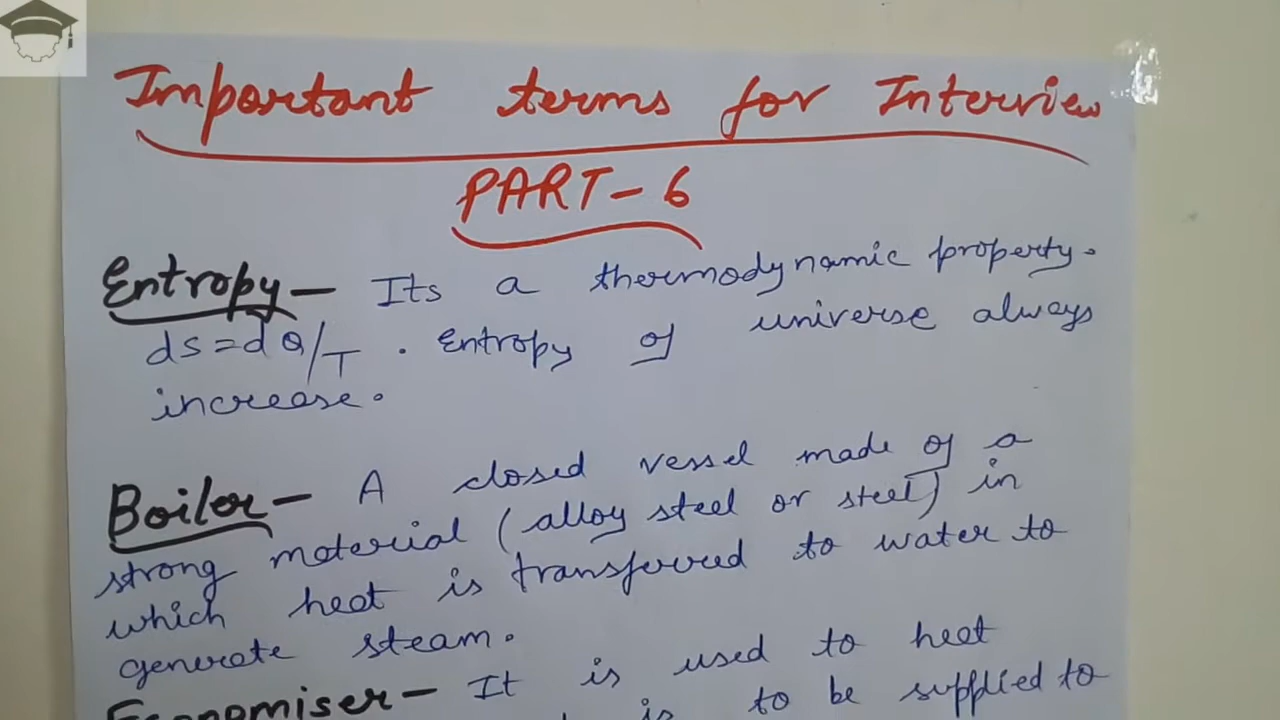 Important terms for Interview
PART-6
Entropy - Its a thermodynamic property.
ds=dQ/T . Entropy of universe always
increase.
Boiler - A closed vessel made of a
strong material (alloy steel or steel) in
which heat is transferred to water to
generate steam.
Economiser - It is used to heat
is to be supplied to